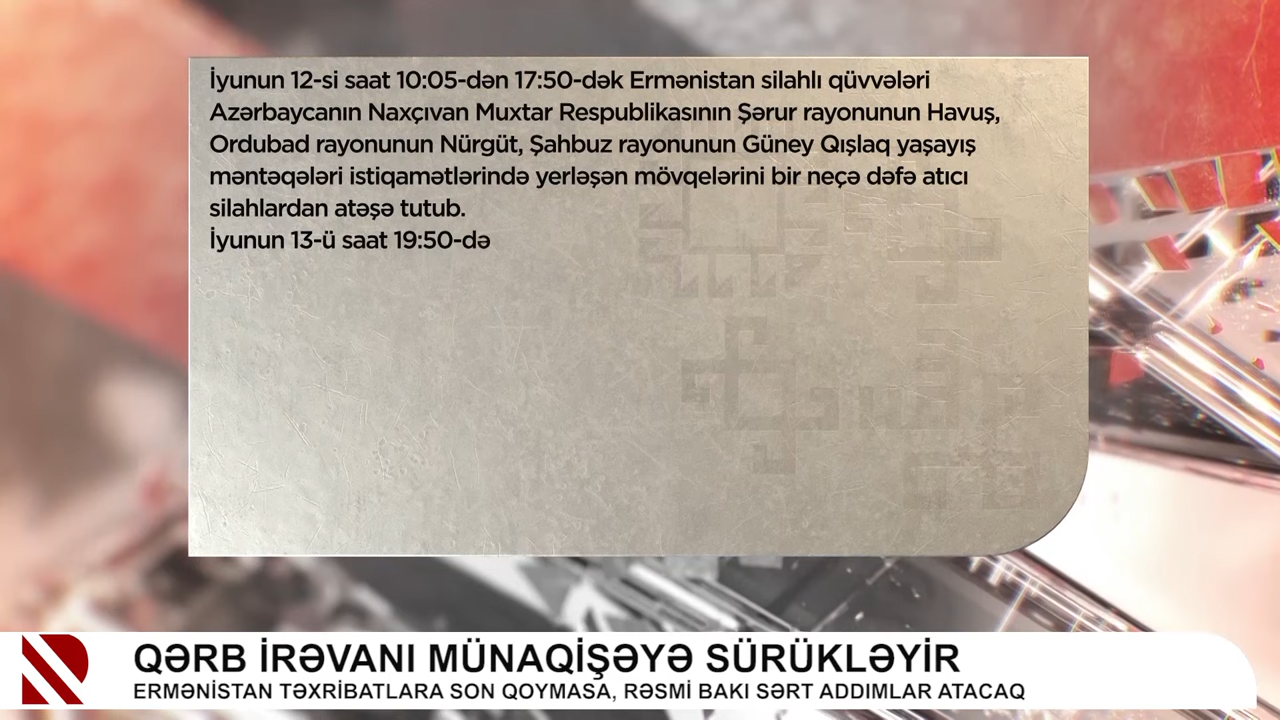 İyunun 12-si saat 10:05-dən 17:50-dək Ermənistan silahlı qüvvələri
Azərbaycanın Naxçıvan Muxtar Respublikasının Şərur rayonunun Havuş,
Ordubad rayonunun Nürgüt, Şahbuz rayonunun Güney Qışlaq yaşayış
məntəqələri istiqamətlərində yerləşən mövqelərini bir neçə dəfə atıcı
silahlardan atəşə tutub.
İyunun 13-ü saat 19:50-də
QƏRB İRƏVANI MÜNAQİŞƏYƏ SÜRÜKLƏYİR
ERMƏNİSTAN TƏXRİBATLARA SON QOYMASA, RƏSMİ BAKI SƏRT ADDIMLAR ATACAQ